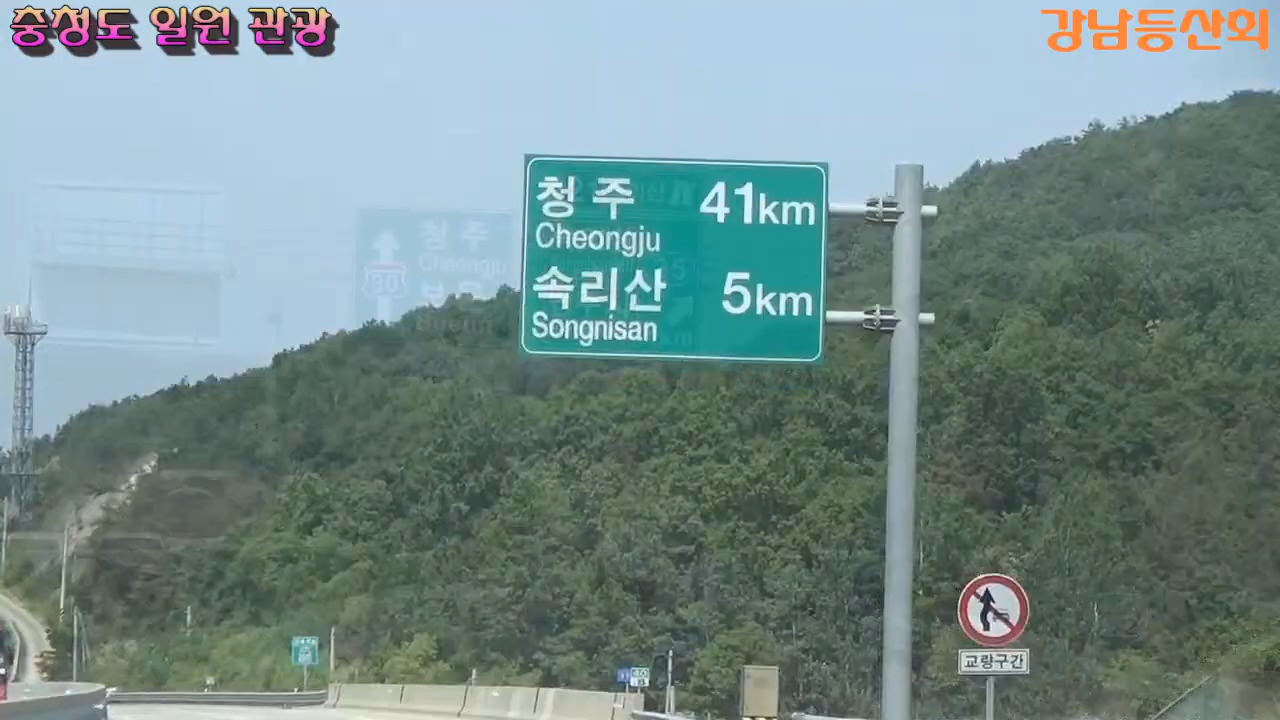 충청도 일원 관광
강남등산회
청주 41km
Cheongju
속리산 5km
Songnisan
청주
Cheongju
30
교량구간